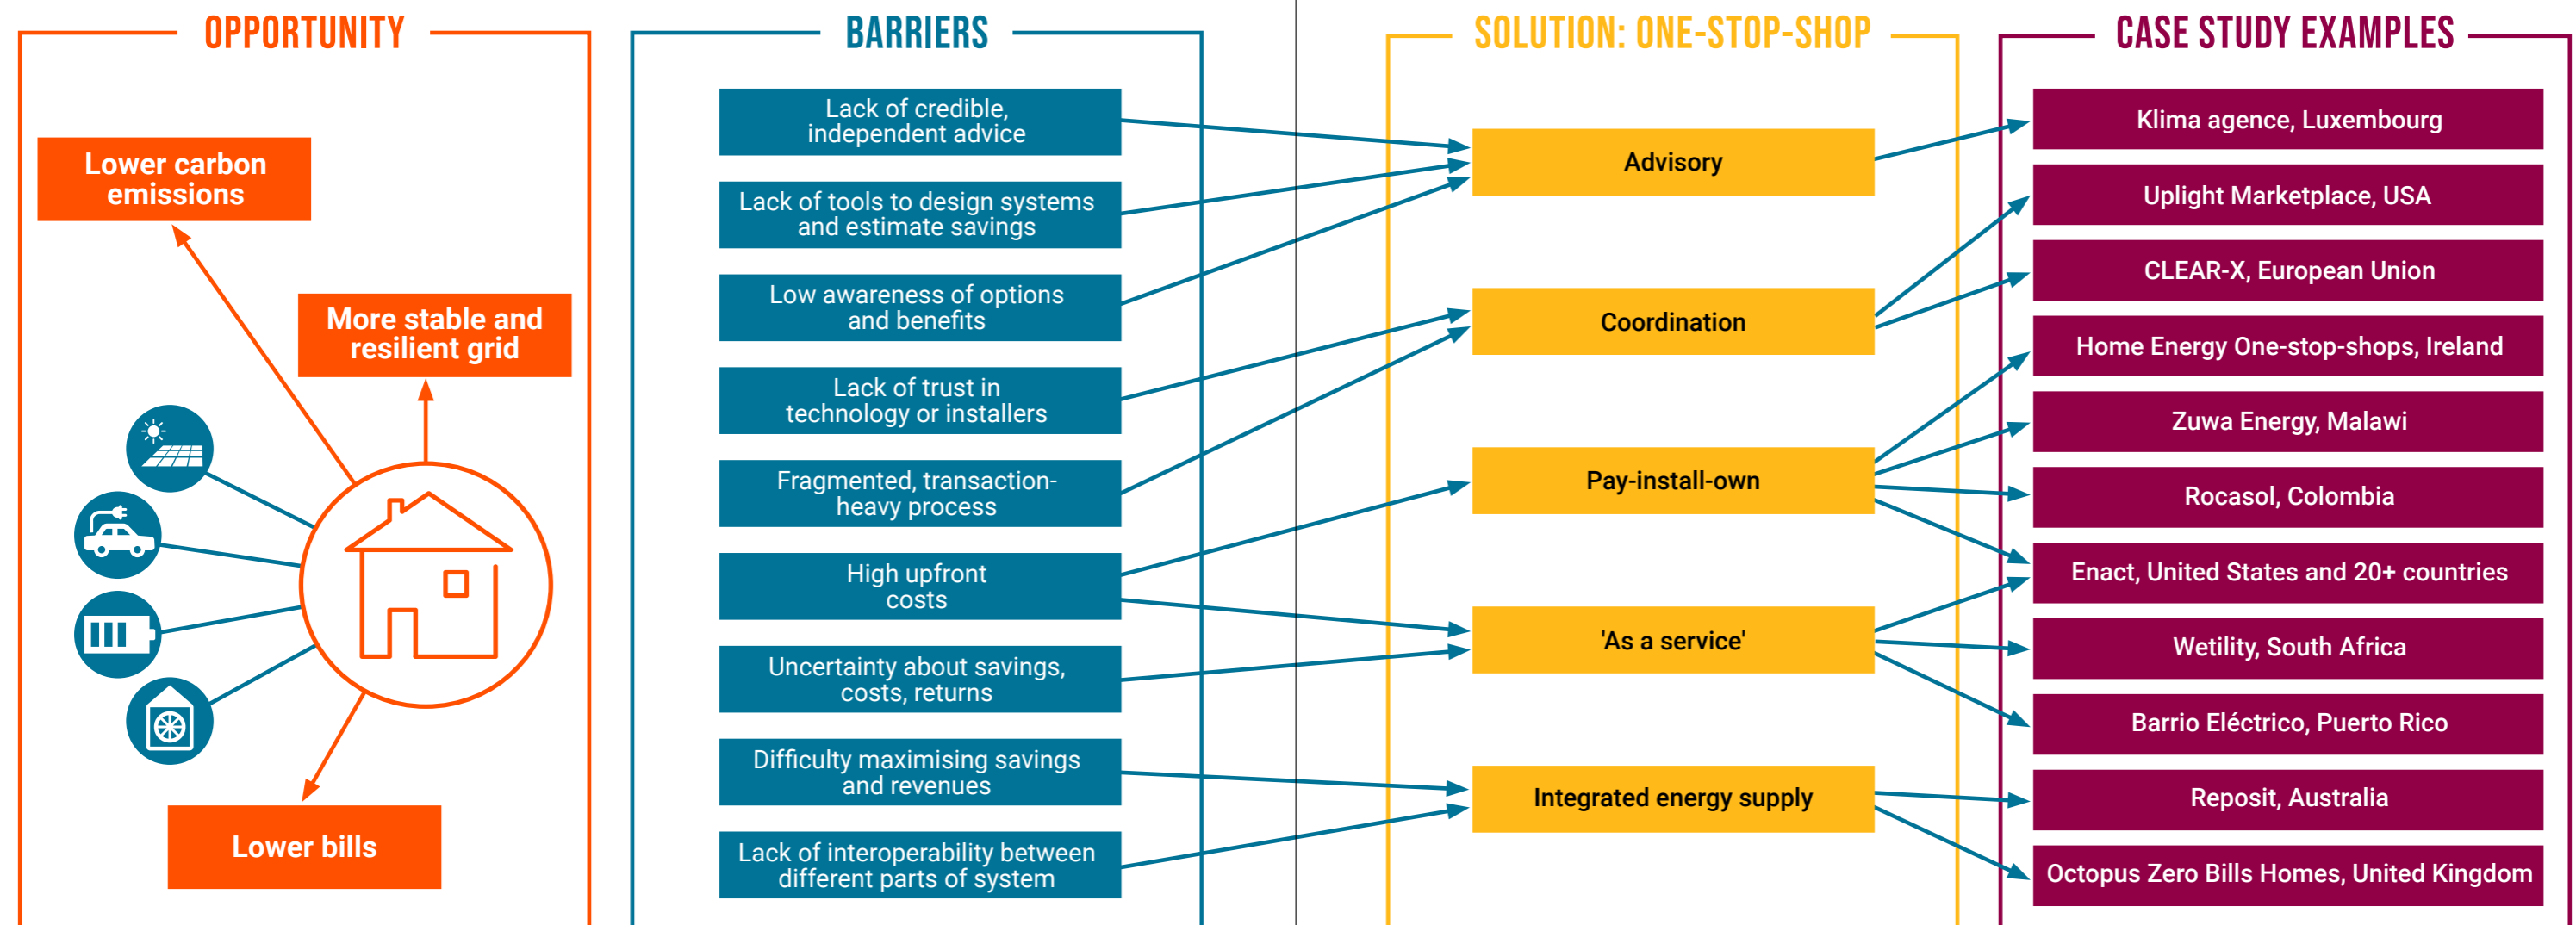 OPPORTUNITY
Lower carbon
emissions
More stable and
resilient grid
Lower bills
BARRIERS
Lack of credible,
independent advice
Lack of tools to design systems
and estimate savings
Low awareness of options
and benefits
Lack of trust in
technology or installers
Fragmented, transaction-
heavy process
High upfront
costs
Uncertainty about savings,
costs, returns
Difficulty maximising savings
and revenues
Lack of interoperability between
different parts of system
SOLUTION: ONE-STOP-SHOP
Advisory
Coordination
Pay-install-own
'As a service'
Integrated energy supply
CASE STUDY EXAMPLES
Klima agence, Luxembourg
Uplight Marketplace, USA
CLEAR-X, European Union
Home Energy One-stop-shops, Ireland
Zuwa Energy, Malawi
Rocasol, Colombia
Enact, United States and 20+ countries
Wetility, South Africa
Barrio Eléctrico, Puerto Rico
Reposit, Australia
Octopus Zero Bills Homes, United Kingdom